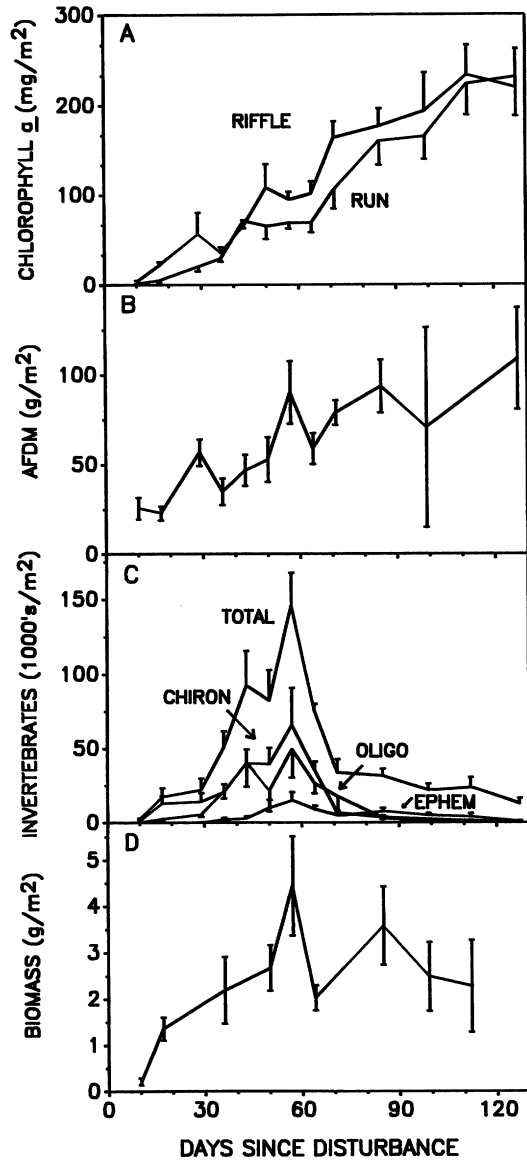 A
CHLOROPHYLL a (mg/m²)
300
200
100
0
RIFFLE
RUN
B
AFDM (g/m²)
100
50
0
C
INVERTEBRATES (1000's/m²)
150
100
50
0
TOTAL
CHIRON
OLIGO
EPHEM
D
BIOMASS (g/m²)
5
4
3
2
1
0
0 30 60 90 120
DAYS SINCE DISTURBANCE